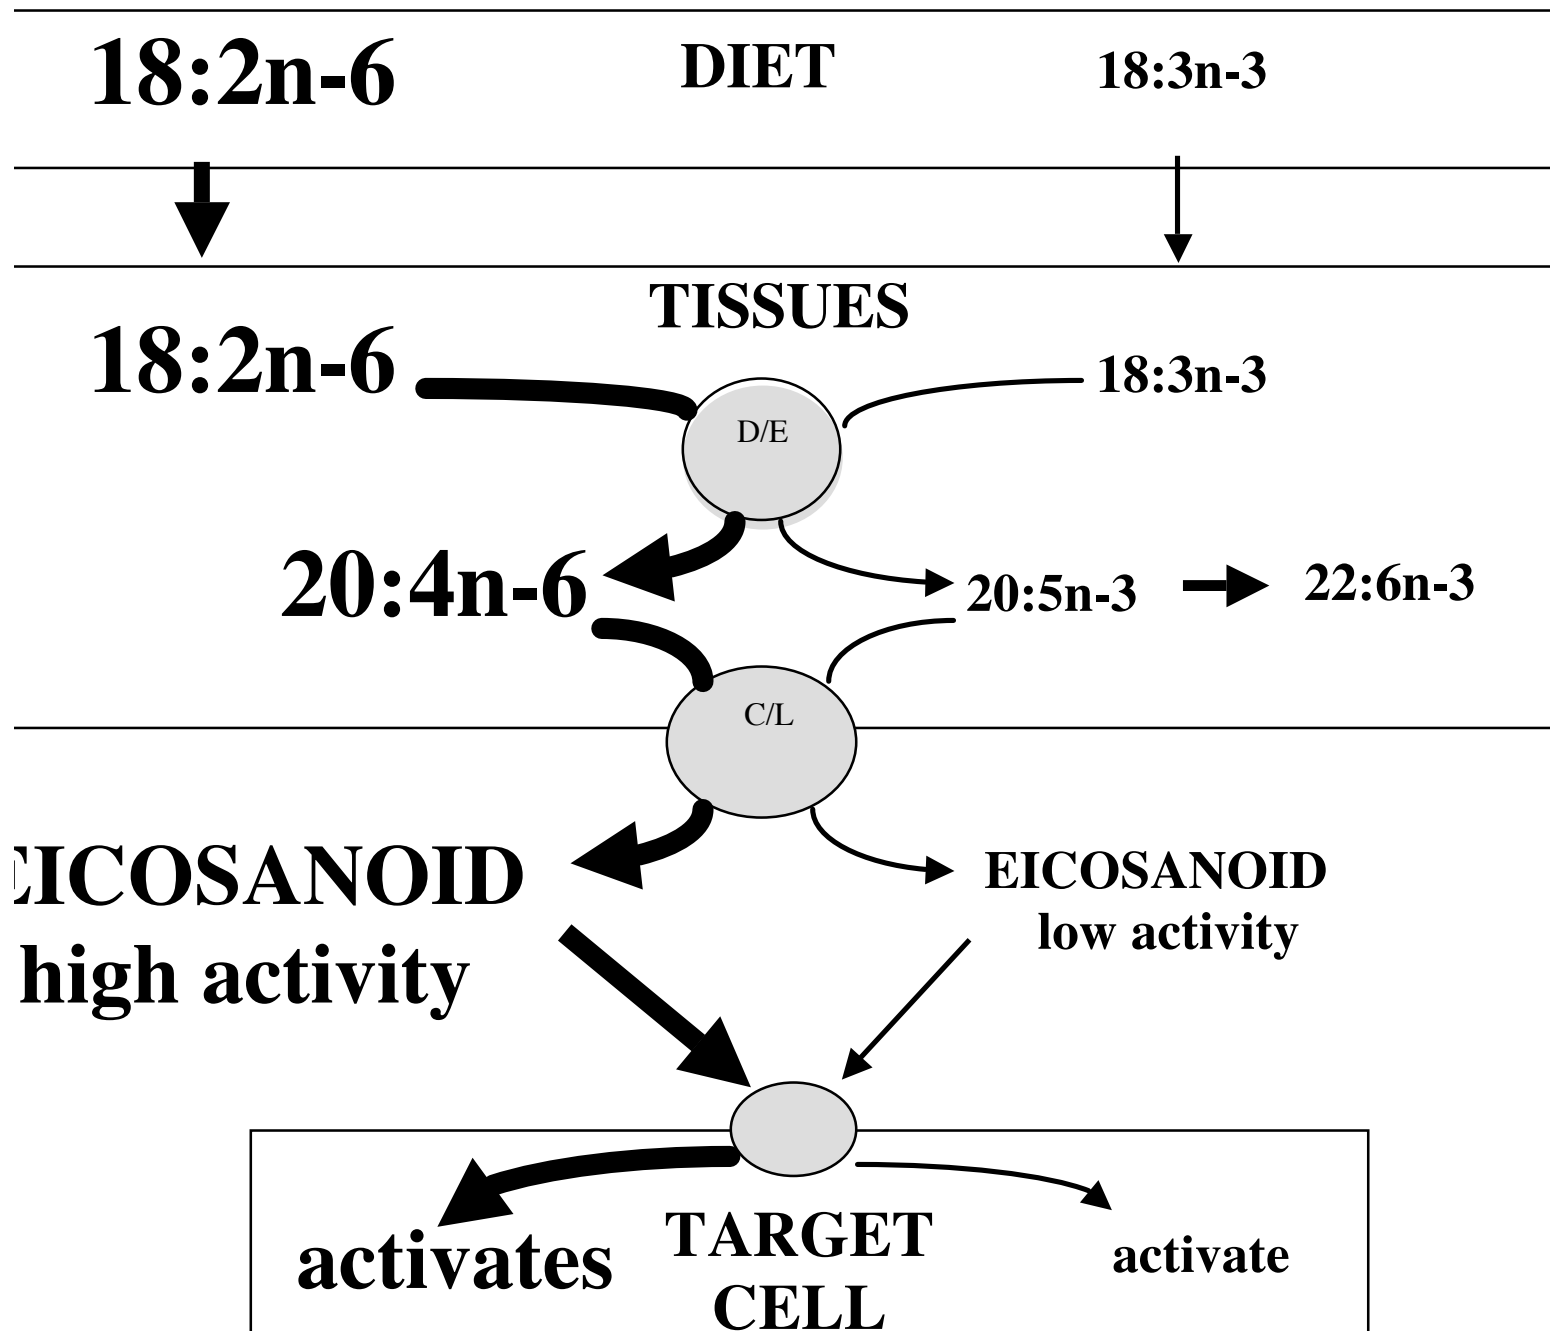 18:2n-6 DIET 18:3n-3
TISSUES
18:2n-6 18:3n-3
D/E
20:4n-6 20:5n-3 22:6n-3
C/L
EICOSANOID
high activity
EICOSANOID
low activity
activates
TARGET
CELL
activate